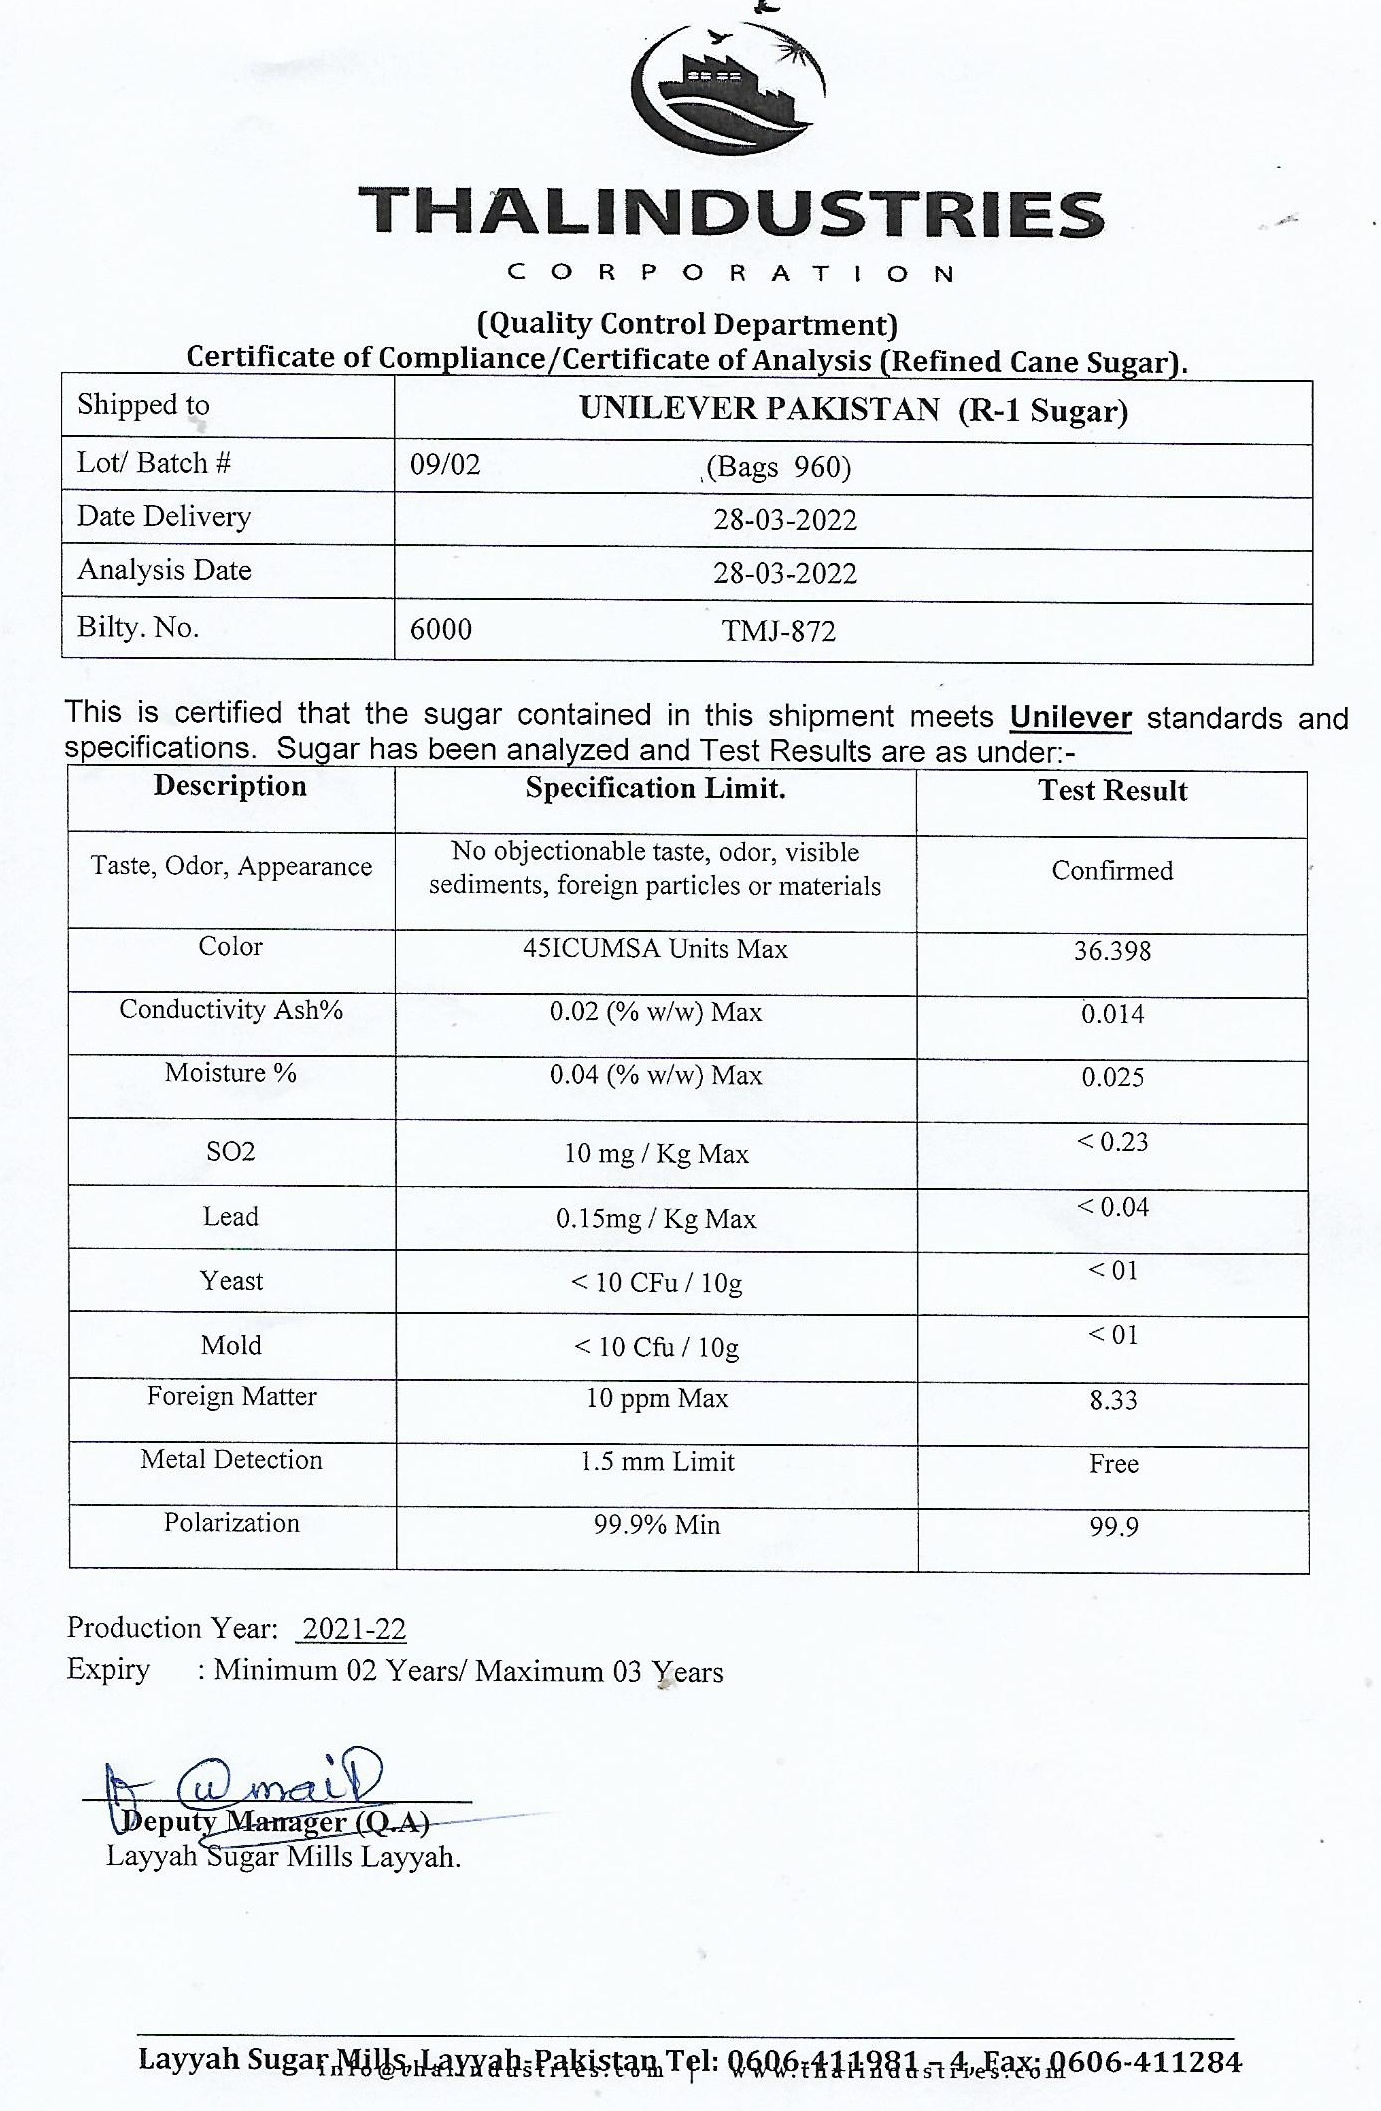 THALINDUSTRIES
CORPORATION
(Quality Control Department)
Certificate of Compliance/Certificate of Analysis (Refined Cane Sugar).
Shipped to UNILEVER PAKISTAN (R-1 Sugar)
Lot/ Batch # 09/02 (Bags 960)
Date Delivery 28-03-2022
Analysis Date 28-03-2022
Bilty. No. 6000 TMJ-872
This is certified that the sugar contained in this shipment meets Unilever standards and
specifications. Sugar has been analyzed and Test Results are as under:-
Description Specification Limit. Test Result
Taste, Odor, Appearance No objectionable taste, odor, visible
sediments, foreign particles or materials Confirmed
Color 45ICUMSA Units Max 36.398
Conductivity Ash% 0.02 (% w/w) Max 0.014
Moisture % 0.04 (% w/w) Max 0.025
SO2 10 mg / Kg Max < 0.23
Lead 0.15mg / Kg Max < 0.04
Yeast < 10 CFu / 10g < 01
Mold < 10 Cfu / 10g < 01
Foreign Matter 10 ppm Max 8.33
Metal Detection 1.5 mm Limit Free
Polarization 99.9% Min 99.9
Production Year: 2021-22
Expiry : Minimum 02 Years/ Maximum 03 Years
Deputy Manager (Q.A)
Layyah Sugar Mills Layyah.
Layyah Sugar Mills, Layyah-Pakistan Tel: 0606-411981 – 4, Fax: 0606-411284
info@thalindustries.com | www.thalindustries.com